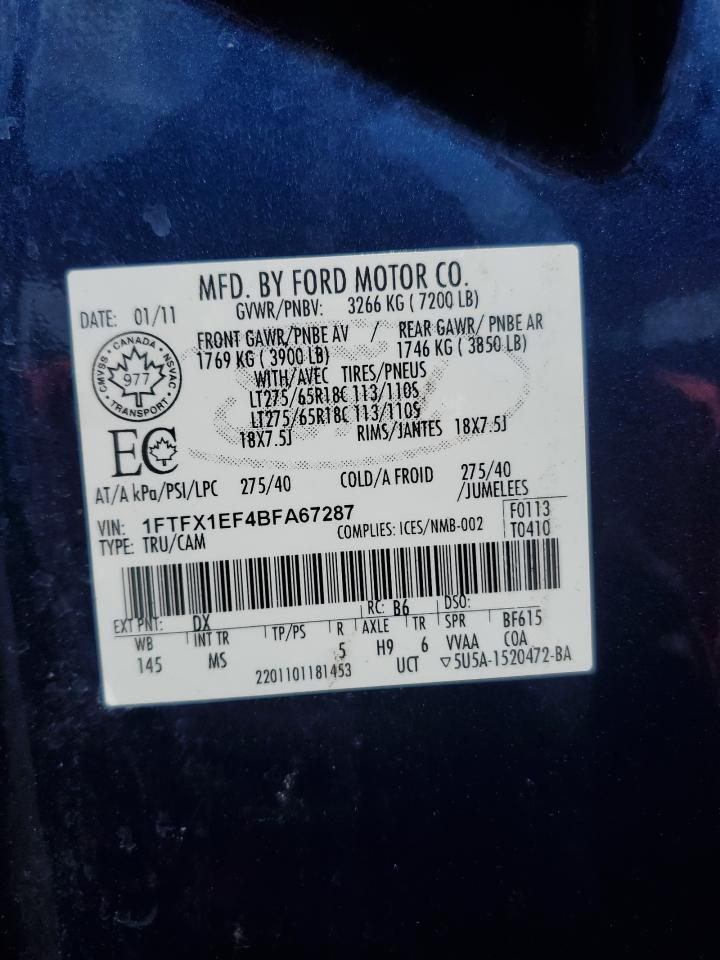 MFD. BY FORD MOTOR CO.
DATE: 01/11
GVWR/PNBV: 3266 KG ( 7200 LB)
FRONT GAWR/PNBE AV / REAR GAWR/ PNBE AR
1769 KG ( 3900 LB) 1746 KG ( 3850 LB)
WITH/AVEC TIRES/PNEUS
LT275/65R18C 113/110S
LT275/65R18C 113/110S
18X7.5J RIMS/JANTES 18X7.5J
CMVSS • CANADA • NSVAC • TRANSPORT •
977
EC
AT/A kPa/PSI/LPC 275/40 COLD/A FROID 275/40
/JUMELEES
VIN: 1FTFX1EF4BFA67287
F0113
TYPE: TRU/CAM COMPLIES: ICES/NMB-002
T0410
EXT PNT: DX RC: B6 DSO:
WB INT TR TP/PS R AXLE TR SPR BF615
145 MS 5 H9 6 VVAA COA
2201101181453 UCT ▽5U5A-1520472-BA